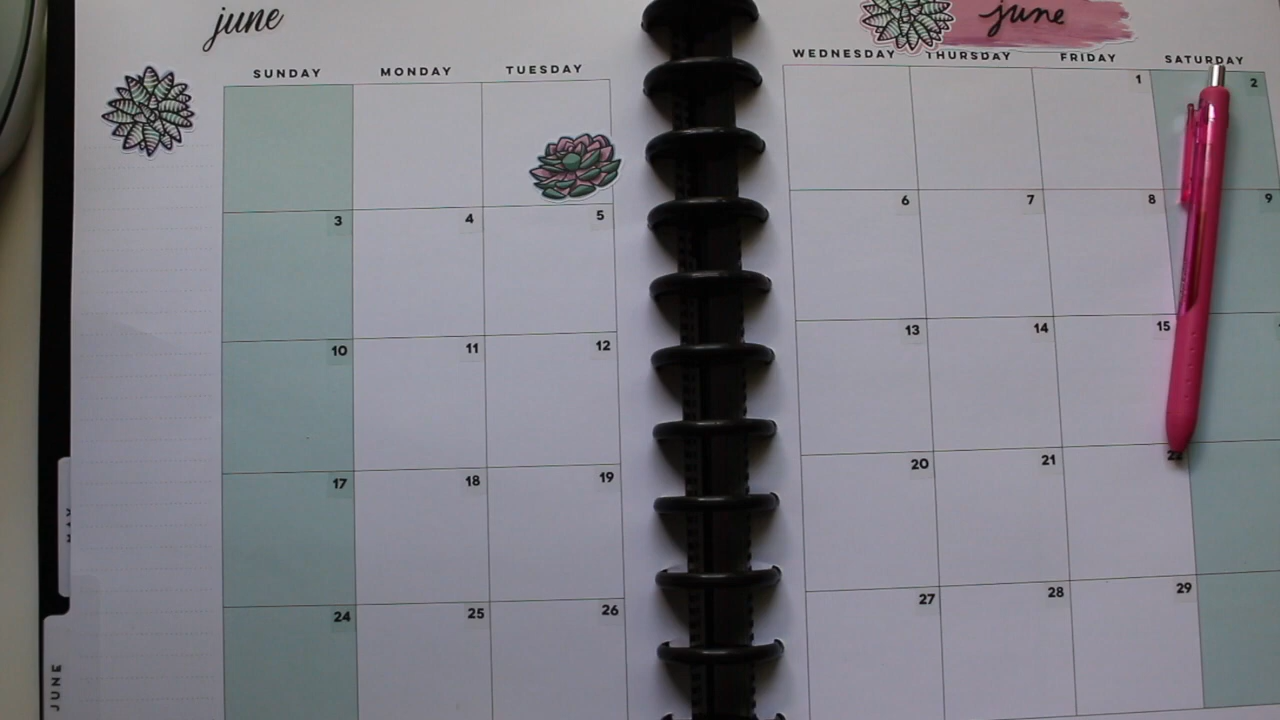 june
june
SUNDAY MONDAY TUESDAY WEDNESDAY THURSDAY FRIDAY SATURDAY
1 2
3 4 5 6 7 8 9
10 11 12 13 14 15
17 18 19 20 21 22
24 25 26 27 28 29
JUNE